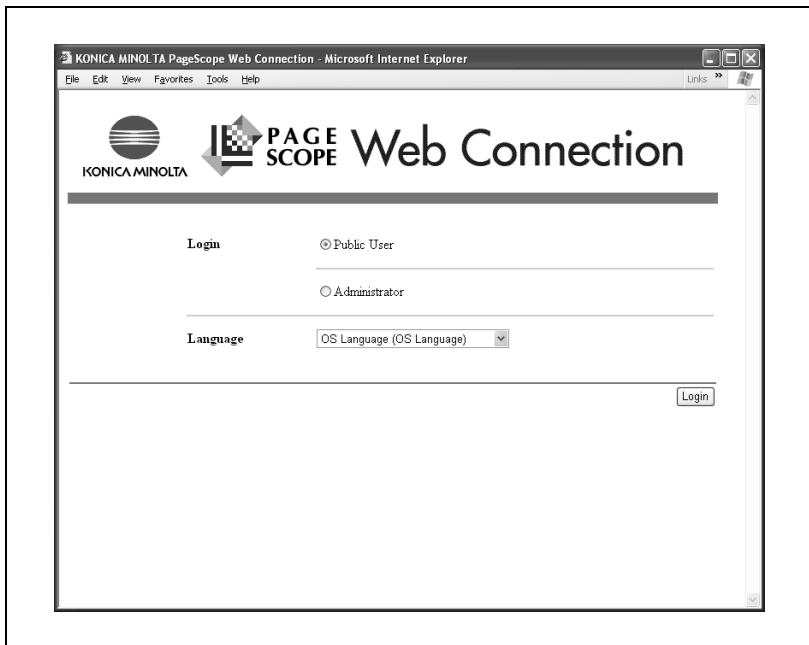 KONICA MINOLTA PageScope Web Connection - Microsoft Internet Explorer
File Edit View Favorites Tools Help Links »
KONICA MINOLTA
PAGE SCOPE Web Connection
Login
Public User
Administrator
Language
OS Language (OS Language)
Login